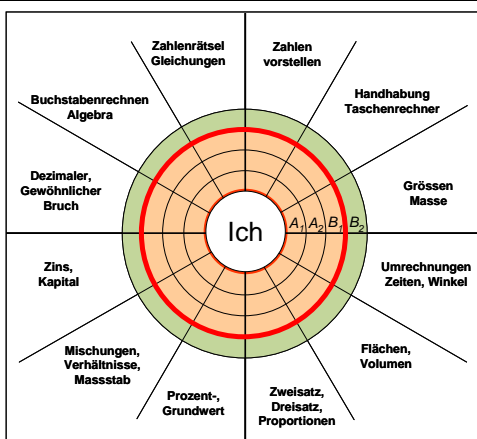 Zahlenrätsel
Gleichungen
Zahlen
vorstellen
Buchstabenrechnen
Algebra
Handhabung
Taschenrechner
Dezimaler,
Gewöhnlicher
Bruch
Grössen
Masse
Ich
A1 A2 B1 B2
Zins,
Kapital
Umrechnungen
Zeiten, Winkel
Mischungen,
Verhältnisse,
Massstab
Flächen,
Volumen
Prozent-,
Grundwert
Zweisatz,
Dreisatz,
Proportionen